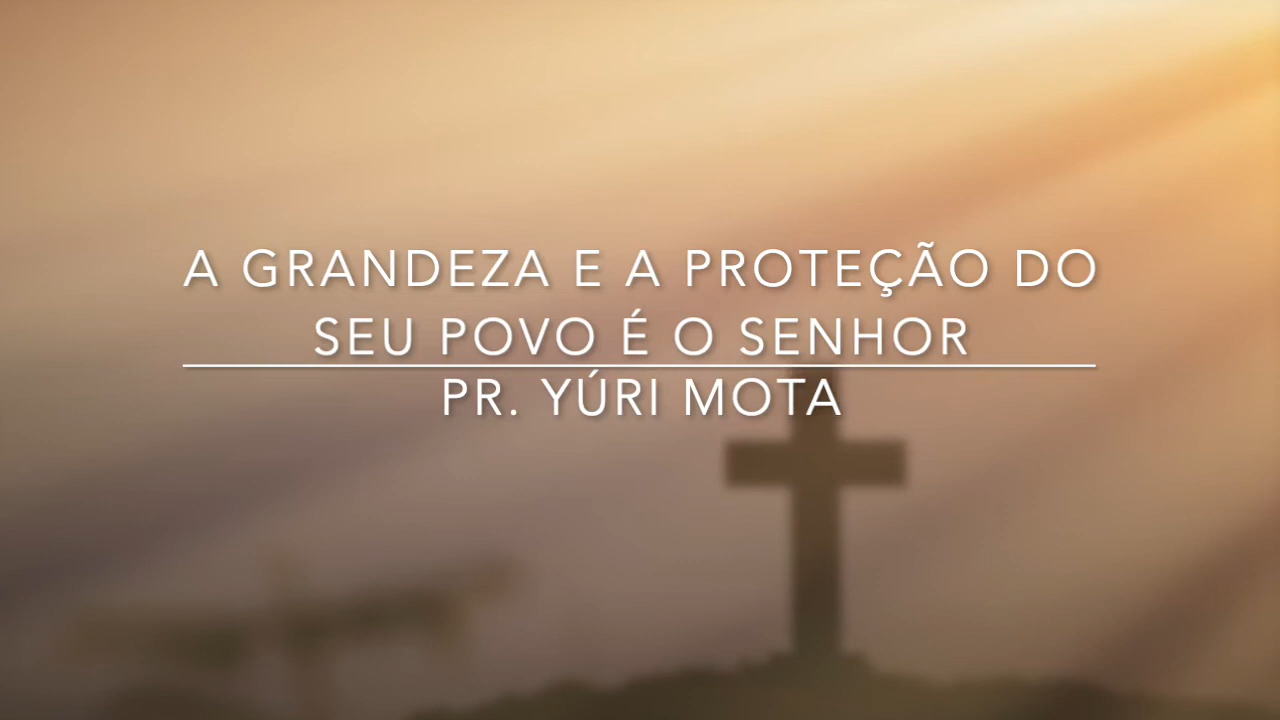 A GRANDEZA E A PROTEÇÃO DO
SEU POVO É O SENHOR
PR. YÚRI MOTA